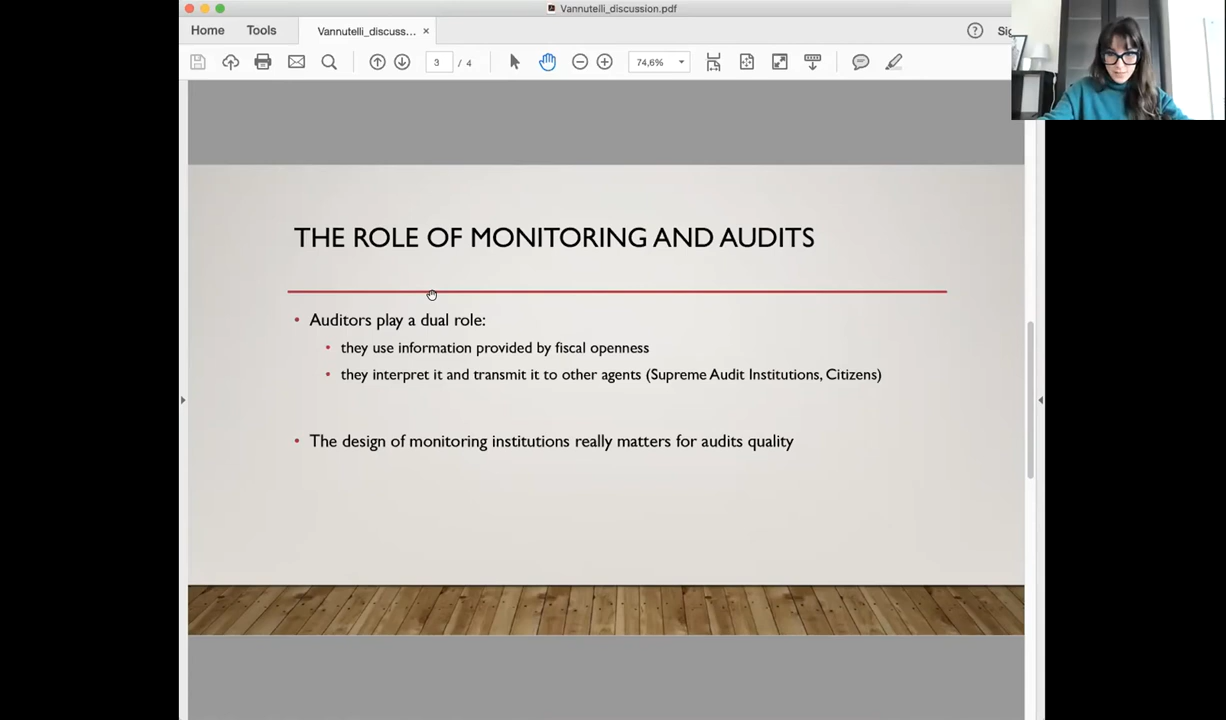 Vannutelli_discussion.pdf
Home
Tools
Vannutelli_discuss... ×
?
3 / 4
74,6%
THE ROLE OF MONITORING AND AUDITS
• Auditors play a dual role:
• they use information provided by fiscal openness
• they interpret it and transmit it to other agents (Supreme Audit Institutions, Citizens)
• The design of monitoring institutions really matters for audits quality